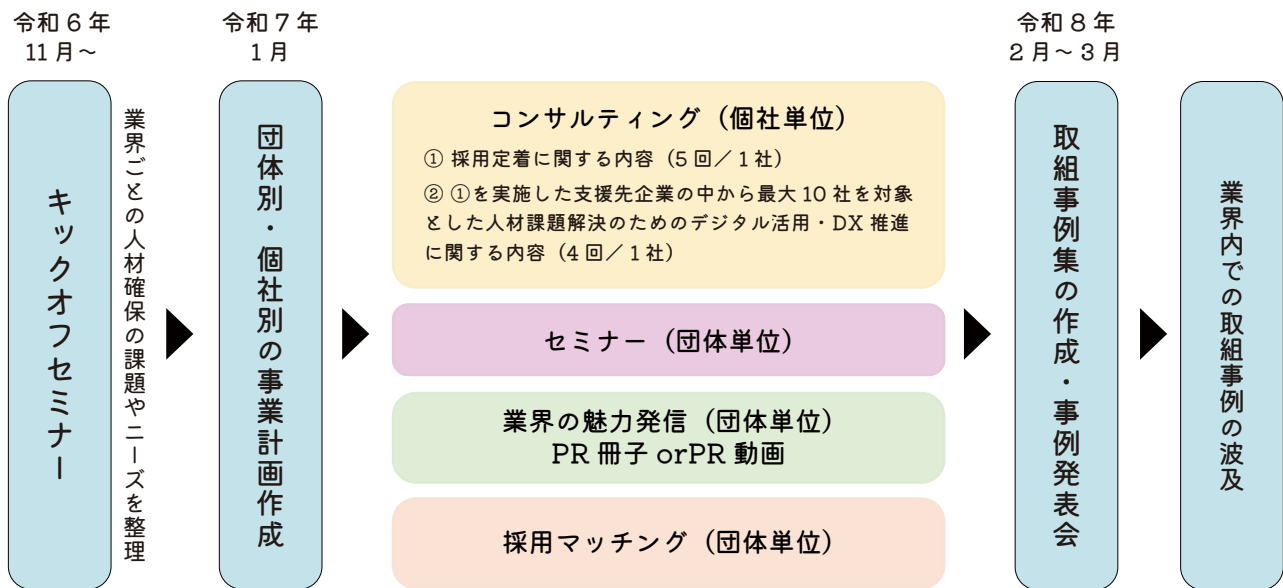 令和6年
11月～
キックオフセミナー
業界ごとの人材確保の課題やニーズを整理
令和7年
1月
団体別・個社別の事業計画作成
コンサルティング（個社単位）
① 採用定着に関する内容（5回／1社）
② ①を実施した支援先企業の中から最大10社を対象
とした人材課題解決のためのデジタル活用・DX推進
に関する内容（4回／1社）
セミナー（団体単位）
業界の魅力発信（団体単位）
PR冊子orPR動画
採用マッチング（団体単位）
令和8年
2月～3月
取組事例集の作成・事例発表会
業界内での取組事例の波及